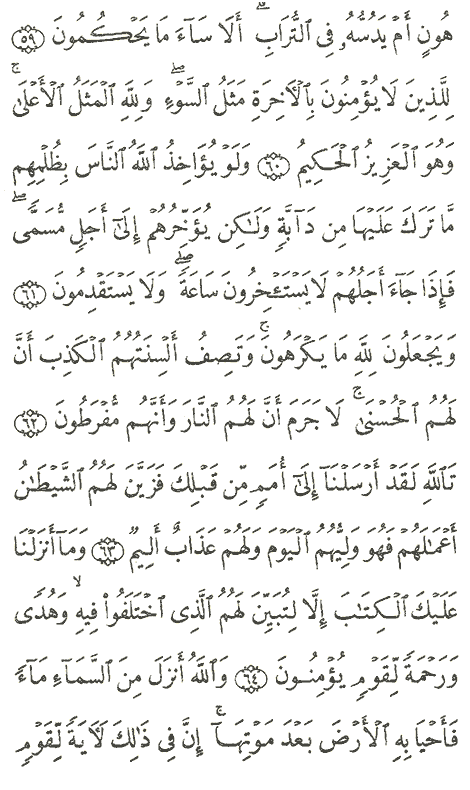 هُونٍ أَمْ يَدُسُّهُۥ فِى ٱلتُّرَابِ ۗ أَلَا سَآءَ مَا يَحْكُمُونَ ۝٥٩
لِلَّذِينَ لَا يُؤْمِنُونَ بِٱلْءَاخِرَةِ مَثَلُ ٱلسَّوْءِ ۖ وَلِلَّهِ ٱلْمَثَلُ ٱلْأَعْلَىٰ ۚ
وَهُوَ ٱلْعَزِيزُ ٱلْحَكِيمُ ۝٦٠ وَلَوْ يُؤَاخِذُ ٱللَّهُ ٱلنَّاسَ بِظُلْمِهِم
مَّا تَرَكَ عَلَيْهَا مِن دَآبَّةٍ وَلَٰكِن يُؤَخِّرُهُمْ إِلَىٰٓ أَجَلٍ مُّسَمًّى ۖ
فَإِذَا جَآءَ أَجَلُهُمْ لَا يَسْتَـْٔخِرُونَ سَاعَةً ۖ وَلَا يَسْتَقْدِمُونَ ۝٦١
وَيَجْعَلُونَ لِلَّهِ مَا يَكْرَهُونَ ۚ وَتَصِفُ أَلْسِنَتُهُمُ ٱلْكَذِبَ أَنَّ
لَهُمُ ٱلْحُسْنَىٰ ۖ لَا جَرَمَ أَنَّ لَهُمُ ٱلنَّارَ وَأَنَّهُم مُّفْرَطُونَ ۝٦٢
تَٱللَّهِ لَقَدْ أَرْسَلْنَآ إِلَىٰٓ أُمَمٍ مِّن قَبْلِكَ فَزَيَّنَ لَهُمُ ٱلشَّيْطَٰنُ
أَعْمَٰلَهُمْ فَهُوَ وَلِيُّهُمُ ٱلْيَوْمَ وَلَهُمْ عَذَابٌ أَلِيمٌ ۝٦٣ وَمَآ أَنزَلْنَا
عَلَيْكَ ٱلْكِتَٰبَ إِلَّا لِتُبَيِّنَ لَهُمُ ٱلَّذِى ٱخْتَلَفُوا۟ فِيهِ ۙ وَهُدًى
وَرَحْمَةً لِّقَوْمٍ يُؤْمِنُونَ ۝٦٤ وَٱللَّهُ أَنزَلَ مِنَ ٱلسَّمَآءِ مَآءً
فَأَحْيَا بِهِ ٱلْأَرْضَ بَعْدَ مَوْتِهَآ ۚ إِنَّ فِى ذَٰلِكَ لَءَايَةً لِّقَوْمٍ